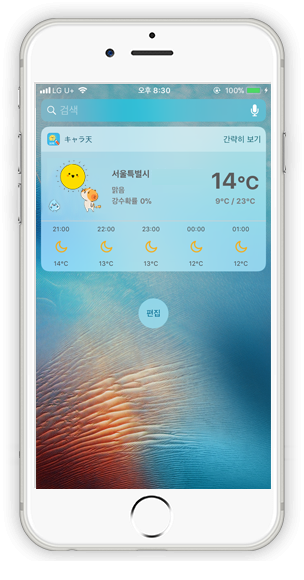 LG U+ 오후 8:30 100%
검색
キャラ天 간략히 보기
서울특별시
맑음
강수확률 0%
14°C
9°C / 23°C
21:00 22:00 23:00 00:00 01:00
14°C 13°C 13°C 12°C 12°C
편집